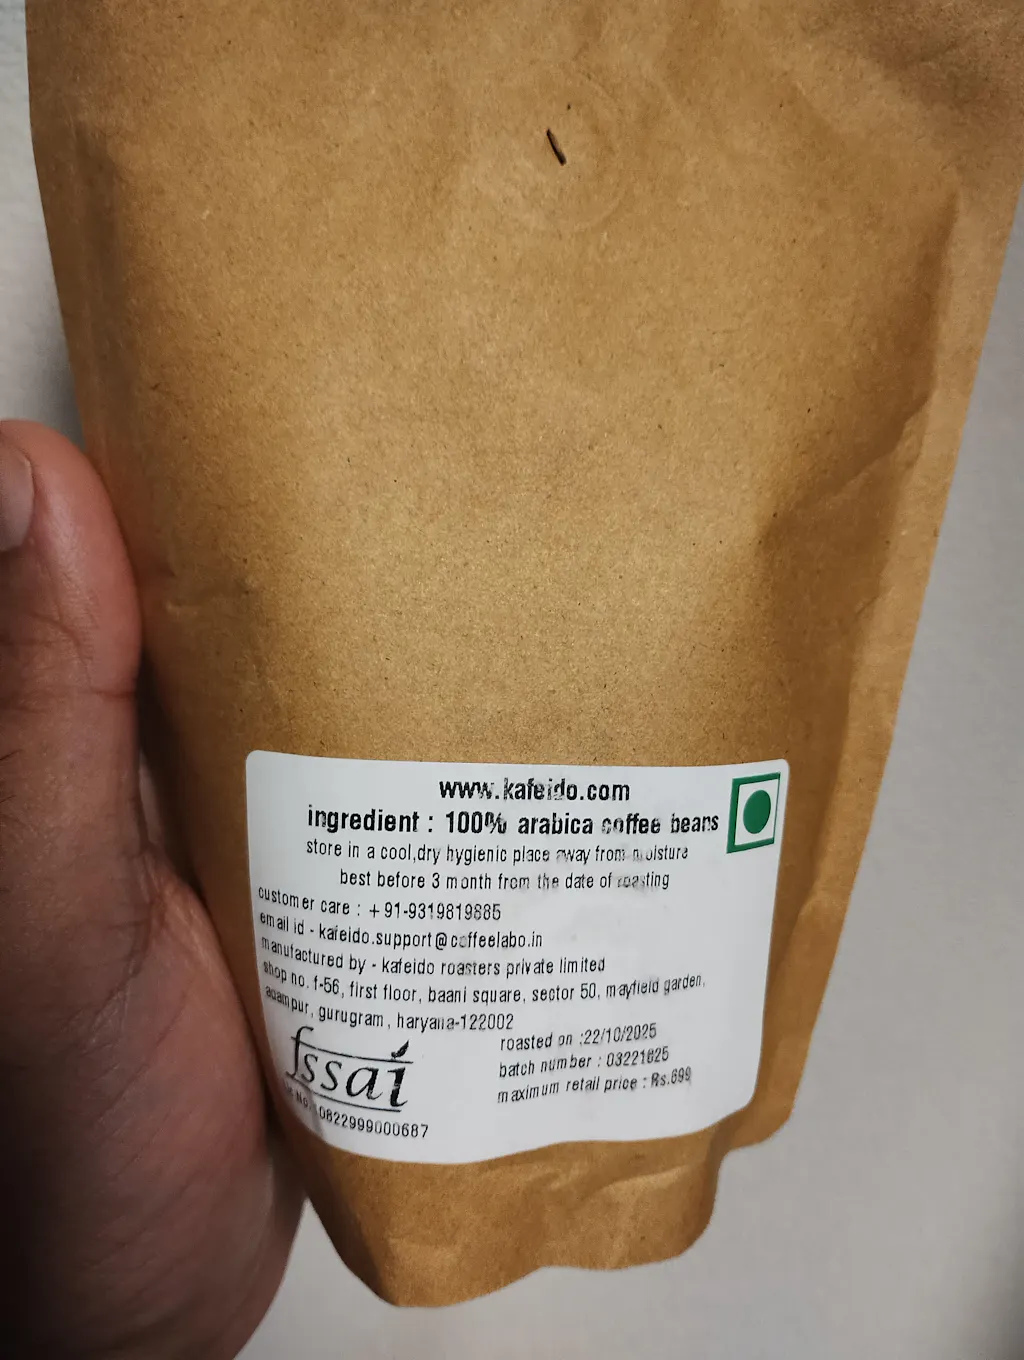 www.kafeido.com
ingredient : 100% arabica coffee beans
store in a cool,dry hygienic place away from moisture
best before 3 month from the date of roasting
customer care : +91-9319819885
email id - kafeido.support@coffeelabo.in
manufactured by - kafeido roasters private limited
shop no. f-56, first floor, baani square, sector 50, mayfield garden,
adampur, gurugram, haryana-122002
roasted on :22/10/2025
batch number : 03221825
maximum retail price : Rs.699
fssai
10822999000687